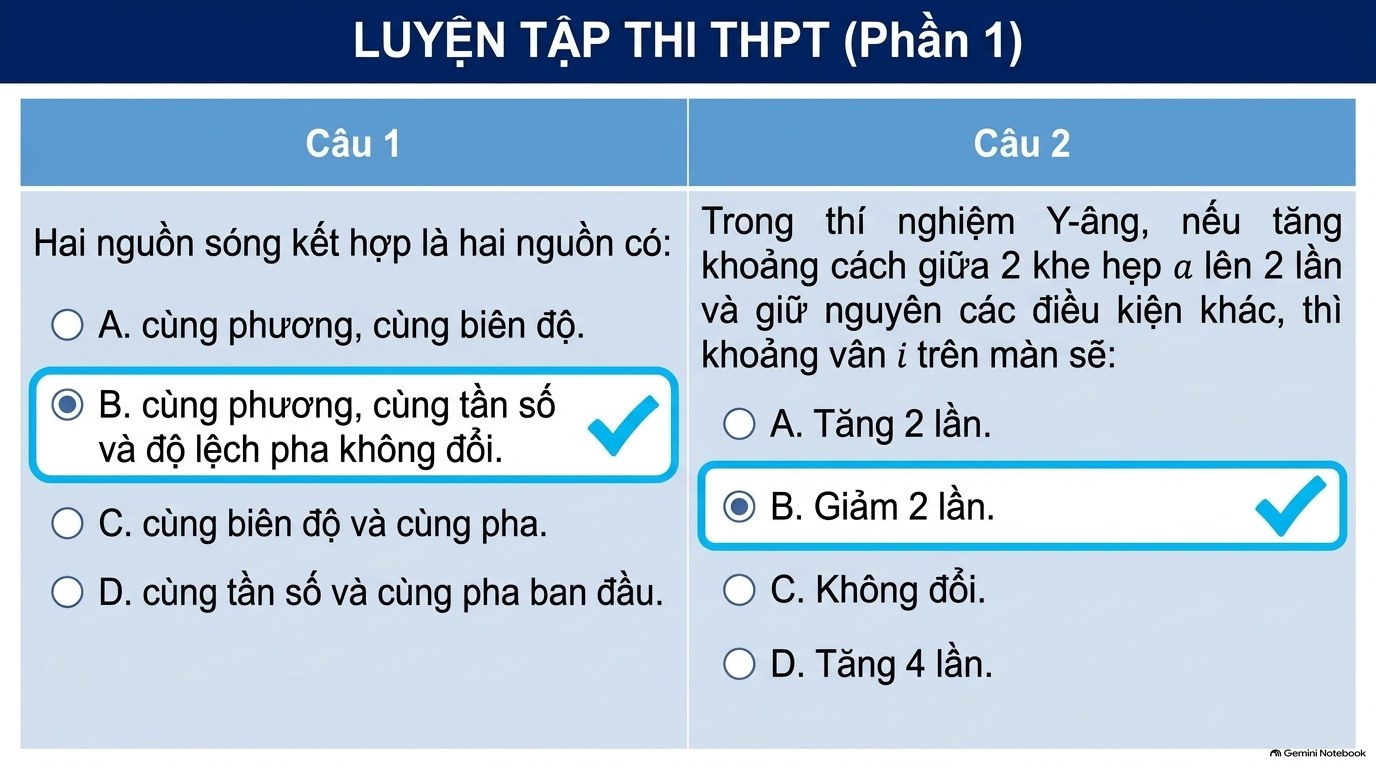 LUYỆN TẬP THI THPT (Phần 1)
Câu 1
Hai nguồn sóng kết hợp là hai nguồn có:
A. cùng phương, cùng biên độ.
B. cùng phương, cùng tần số
và độ lệch pha không đổi.
C. cùng biên độ và cùng pha.
D. cùng tần số và cùng pha ban đầu.
Câu 2
Trong thí nghiệm Y-âng, nếu tăng
khoảng cách giữa 2 khe hẹp a lên 2 lần
và giữ nguyên các điều kiện khác, thì
khoảng vân i trên màn sẽ:
A. Tăng 2 lần.
B. Giảm 2 lần.
C. Không đổi.
D. Tăng 4 lần.
Gemini Notebook